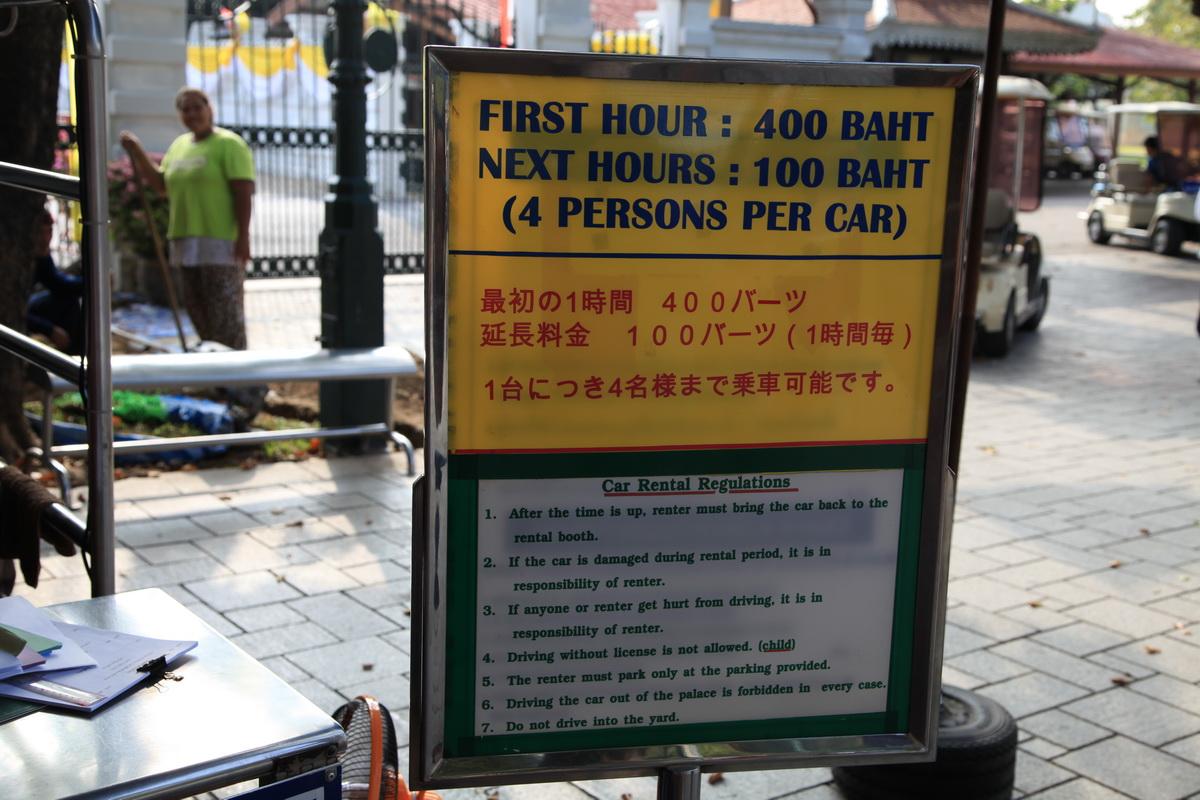 FIRST HOUR : 400 BAHT
NEXT HOURS : 100 BAHT
(4 PERSONS PER CAR)
最初の1時間　４００バーツ
延長料金　１００バーツ ( 1時間毎 )
1台につき4名様まで乗車可能です。
Car Rental Regulations
1. After the time is up, renter must bring the car back to the
rental booth.
2. If the car is damaged during rental period, it is in
responsibility of renter.
3. If anyone or renter get hurt from driving, it is in
responsibility of renter.
4. Driving without license is not allowed. (child)
5. The renter must park only at the parking provided.
6. Driving the car out of the palace is forbidden in every case.
7. Do not drive into the yard.